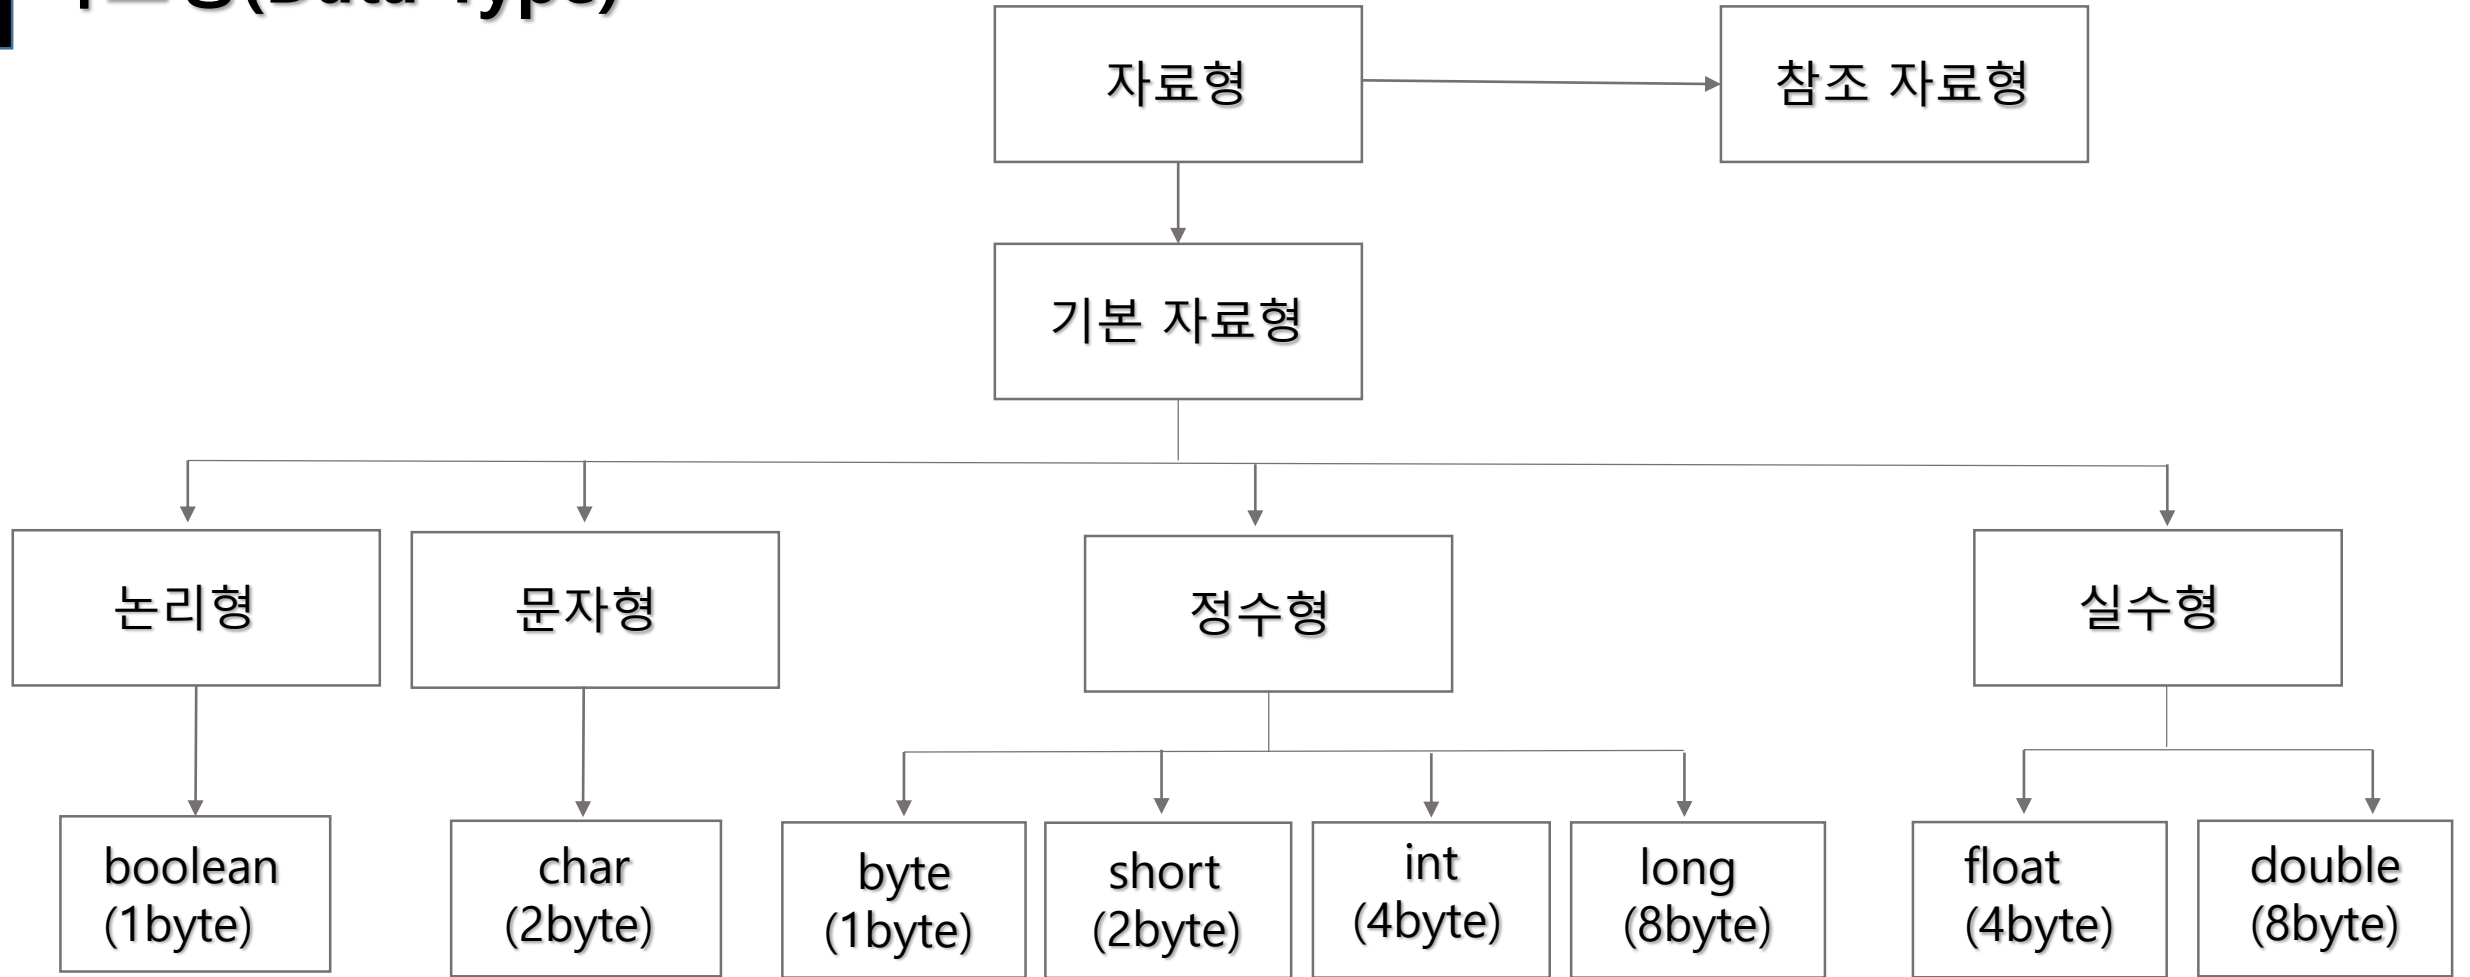 (Data Type)
자료형
참조 자료형
기본 자료형
논리형
문자형
정수형
실수형
boolean
(1byte)
char
(2byte)
byte
(1byte)
short
(2byte)
int
(4byte)
long
(8byte)
float
(4byte)
double
(8byte)